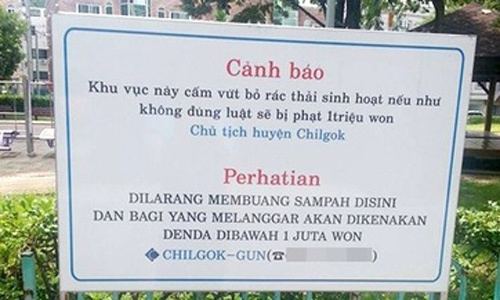 Cảnh báo
Khu vực này cấm vứt bỏ rác thải sinh hoạt nếu như
không đúng luật sẽ bị phạt 1triệu won
Chủ tịch huyện Chilgok
Perhatian
DILARANG MEMBUANG SAMPAH DISINI
DAN BAGI YANG MELANGGAR AKAN DIKENAKAN
DENDA DIBAWAH 1 JUTA WON
CHILGOK-GUN(☎ )